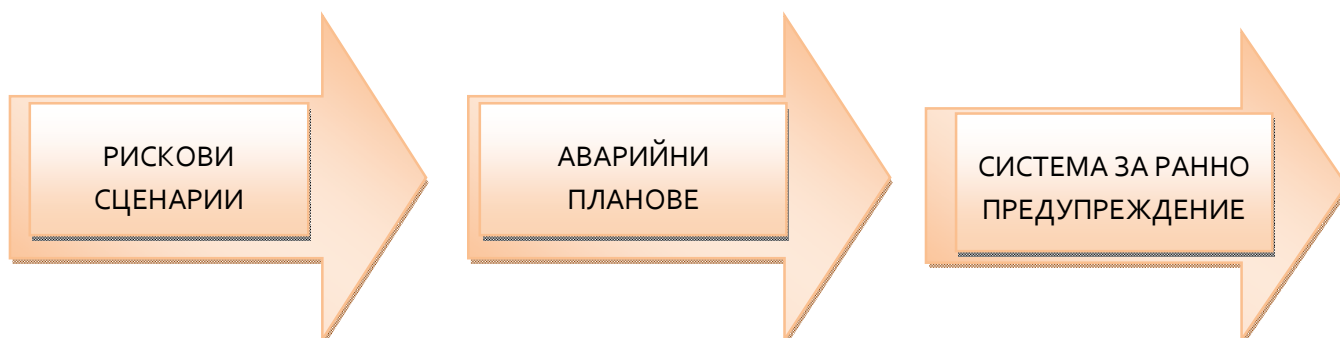 РИСКОВИ
СЦЕНАРИИ
АВАРИЙНИ
ПЛАНОВЕ
СИСТЕМА ЗА РАННО
ПРЕДУПРЕЖДЕНИЕ